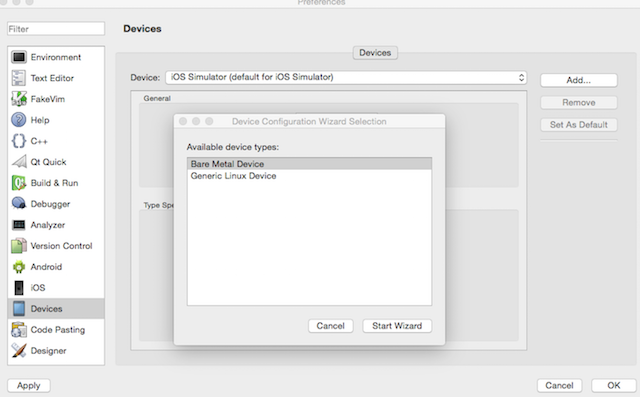 Preferences
Filter
Devices
Environment
Text Editor
FakeVim
Help
C++
Qt Quick
Build & Run
Debugger
Analyzer
Version Control
Android
iOS
Devices
Code Pasting
Designer
Devices
Device: iOS Simulator (default for iOS Simulator)
Add...
Remove
Set As Default
General
Type Spe
Device Configuration Wizard Selection
Available device types:
Bare Metal Device
Generic Linux Device
Cancel Start Wizard
Apply Cancel OK